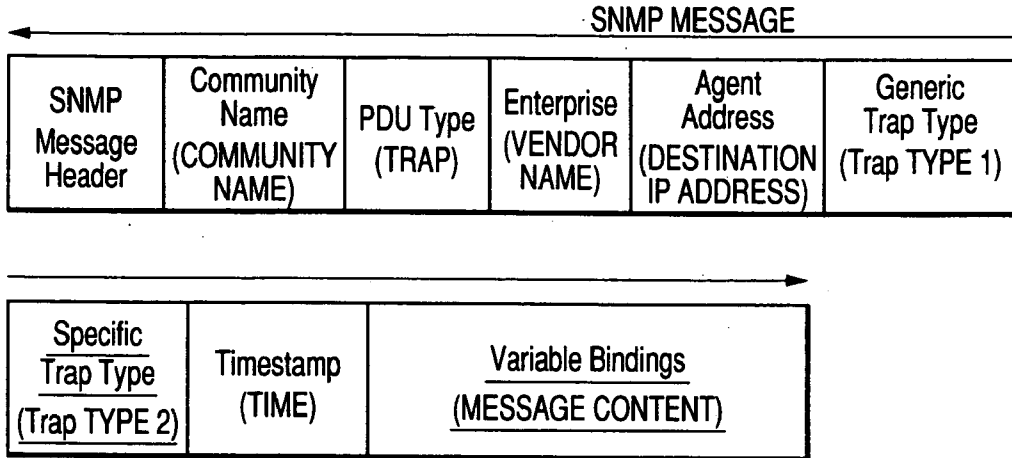 SNMP MESSAGE
SNMP
Message
Header
Community
Name
(COMMUNITY
NAME)
PDU Type
(TRAP)
Enterprise
(VENDOR
NAME)
Agent
Address
(DESTINATION
IP ADDRESS)
Generic
Trap Type
(Trap TYPE 1)
Specific
Trap Type
(Trap TYPE 2)
Timestamp
(TIME)
Variable Bindings
(MESSAGE CONTENT)